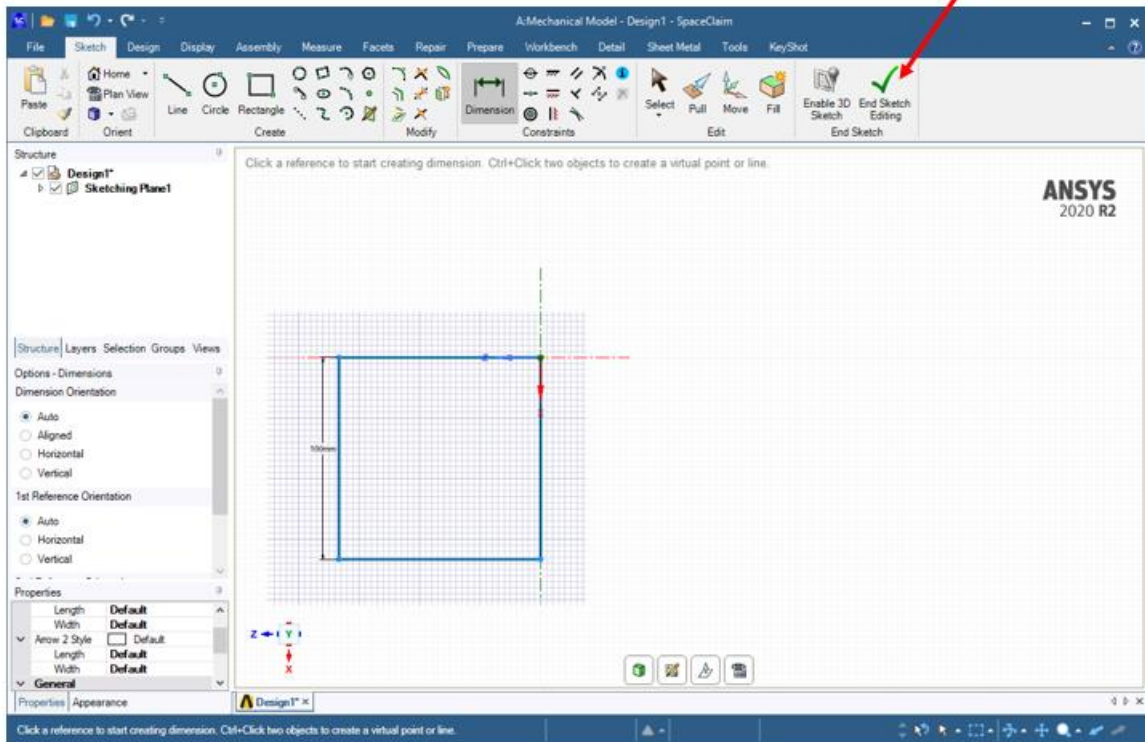 A:Mechanical Model - Design1 - SpaceClaim
File Sketch Design Display Assembly Measure Facets Repair Prepare Workbench Detail Sheet Metal Tools KeyShot
Paste
Home
Plan View
Line Circle Rectangle
Dimension
Select Pull Move Fill
Enable 3D Sketch
End Sketch Editing
Clipboard Orient Create Modify Constraints Edit End Sketch
Structure
Design1*
Sketching Plane1
Click a reference to start creating dimension. Ctrl+Click two objects to create a virtual point or line.
ANSYS
2020 R2
Structure Layers Selection Groups Views
Options - Dimensions
Dimension Orientation
Auto
Aligned
Horizontal
Vertical
1st Reference Orientation
Auto
Horizontal
Vertical
100mm
Properties
Length Default
Width Default
Arrow 2 Style Default
Length Default
Width Default
General
Properties Appearance
Z Y
X
Design1*
Click a reference to start creating dimension. Ctrl+Click two objects to create a virtual point or line.